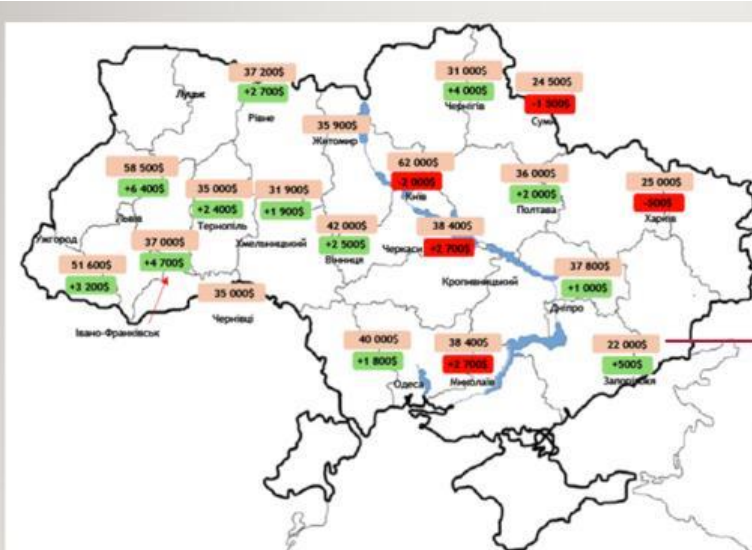 37 200$
+2 700$
Луцьк
Рівне
31 000$
+4 000$
Чернігів
24 500$
-1 500$
Суми
35 900$
Житомир
58 500$
+6 400$
Львів
35 000$
+2 400$
Тернопіль
31 900$
+1 900$
Хмельницький
62 000$
-2 000$
Київ
36 000$
+2 000$
Полтава
25 000$
-500$
Харків
Ужгород
51 600$
+3 200$
37 000$
+4 700$
Івано-Франківськ
35 000$
Чернівці
42 000$
+2 500$
Вінниця
38 400$
Черкаси
+2 700$
Кропивницький
37 800$
+1 000$
Дніпро
40 000$
+1 800$
Одеса
38 400$
+2 700$
Миколаїв
22 000$
+500$
Запоріжжя